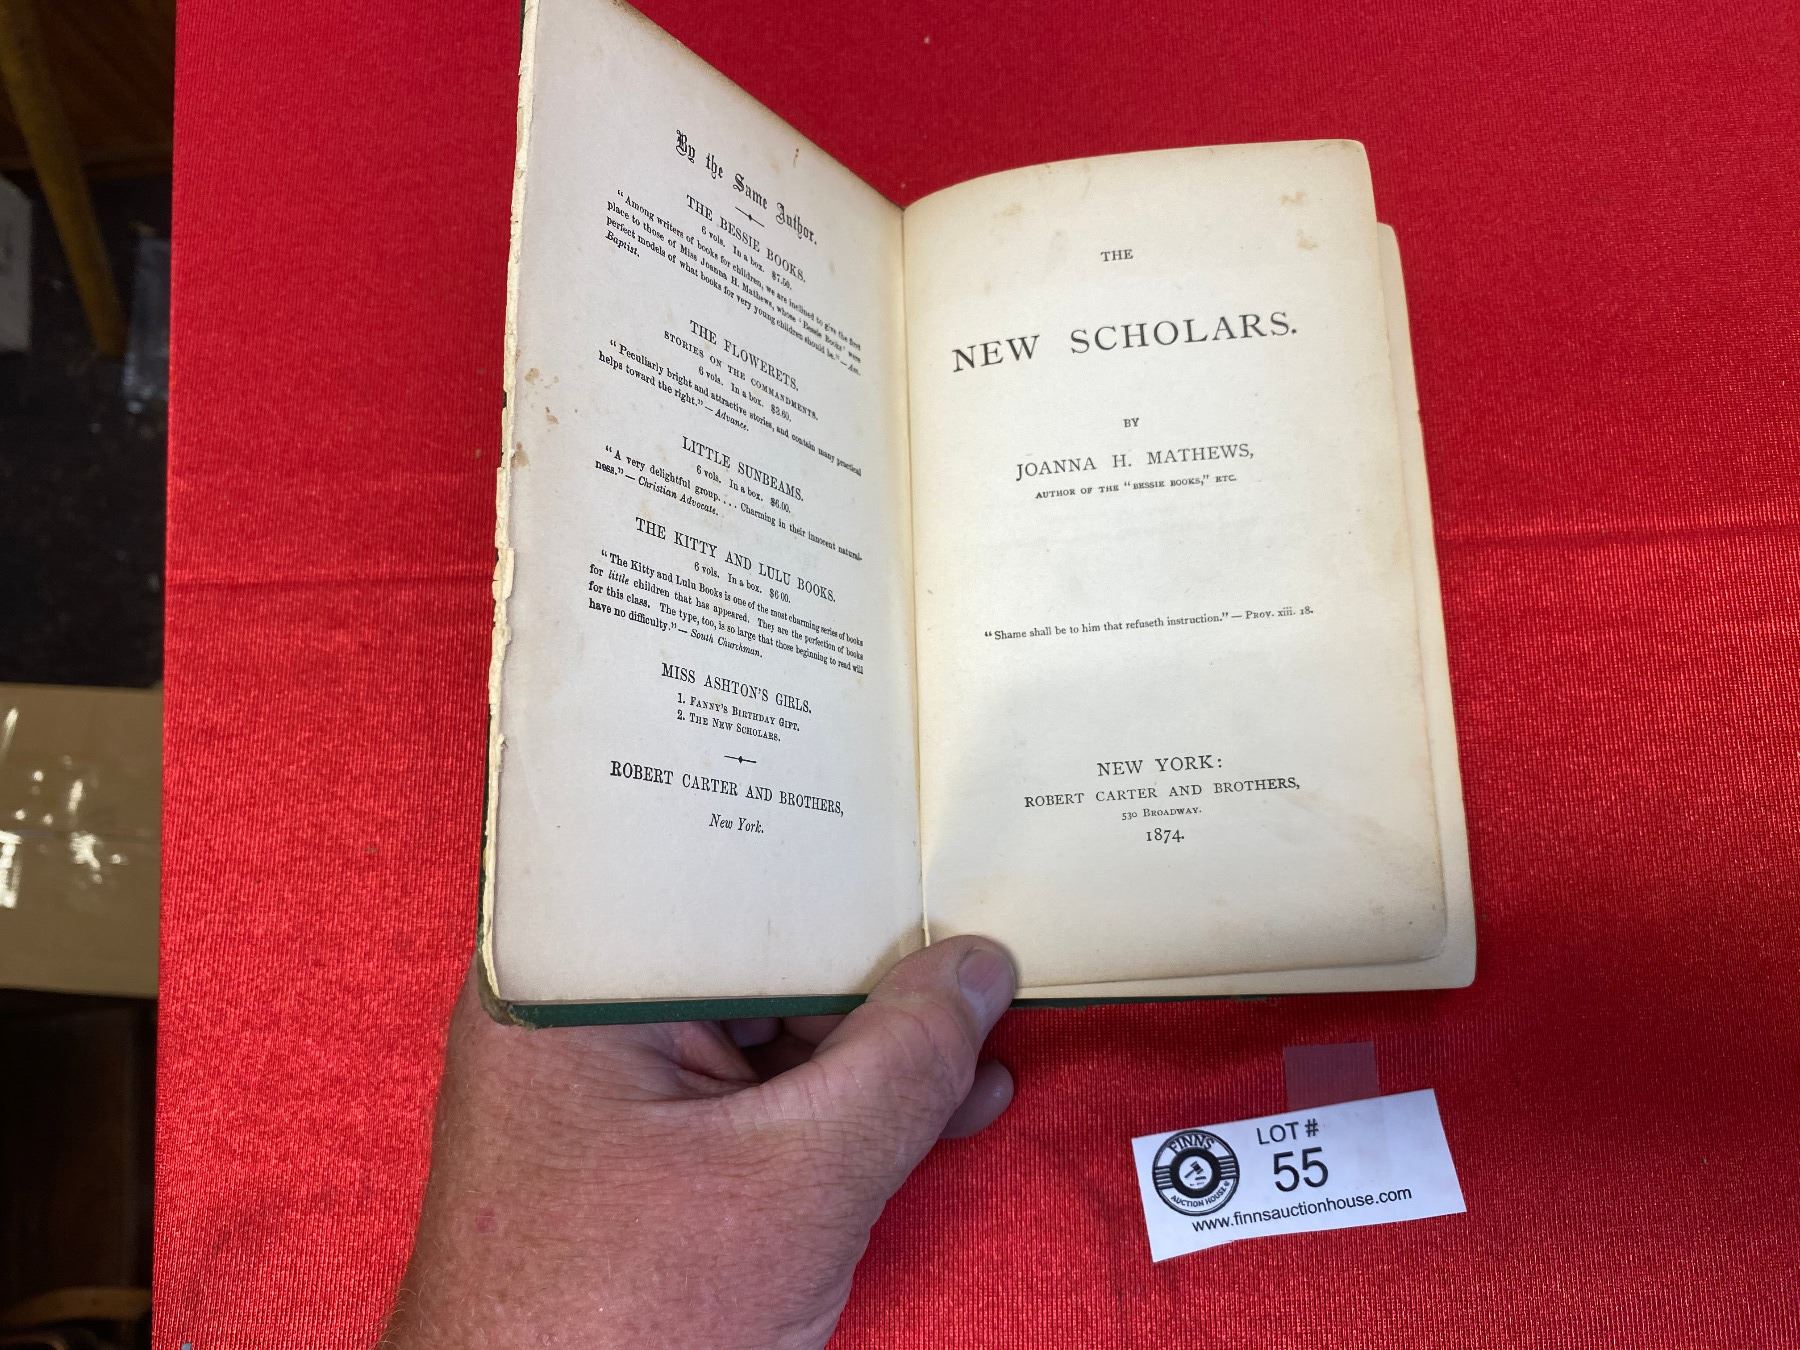 By the Same Author.
THE BESSIE BOOKS.
6 vols. In a box. $7.50.
"Among writers of books for children, we are inclined to give the first
place to those of Miss Joanna H. Mathews, whose 'Bessie Books' were
perfect models of what books for very young children should be."—Am.
Baptist.
THE FLOWERETS.
STORIES ON THE COMMANDMENTS.
6 vols. In a box. $3.60.
"Peculiarly bright and attractive stories, and contain many practical
helps toward the right."—Advance.
LITTLE SUNBEAMS.
6 vols. In a box. $6.00.
"A very delightful group. . . . Charming in their innocent natural-
ness."—Christian Advocate.
THE KITTY AND LULU BOOKS.
6 vols. In a box. $6 00.
"The Kitty and Lulu Books is one of the most charming series of books
for little children that has appeared. They are the perfection of books
for this class. The type, too, is so large that those beginning to read will
have no difficulty."—South Churchman.
MISS ASHTON'S GIRLS.
1. FANNY'S BIRTHDAY GIFT.
2. THE NEW SCHOLARS.
ROBERT CARTER AND BROTHERS,
New York.
THE
NEW SCHOLARS.
BY
JOANNA H. MATHEWS,
AUTHOR OF THE "BESSIE BOOKS," ETC.
"Shame shall be to him that refuseth instruction."—PROV. xiii. 18.
NEW YORK:
ROBERT CARTER AND BROTHERS,
530 BROADWAY.
1874.
FINNS
AUCTION HOUSE
LOT #
55
www.finnsauctionhouse.com